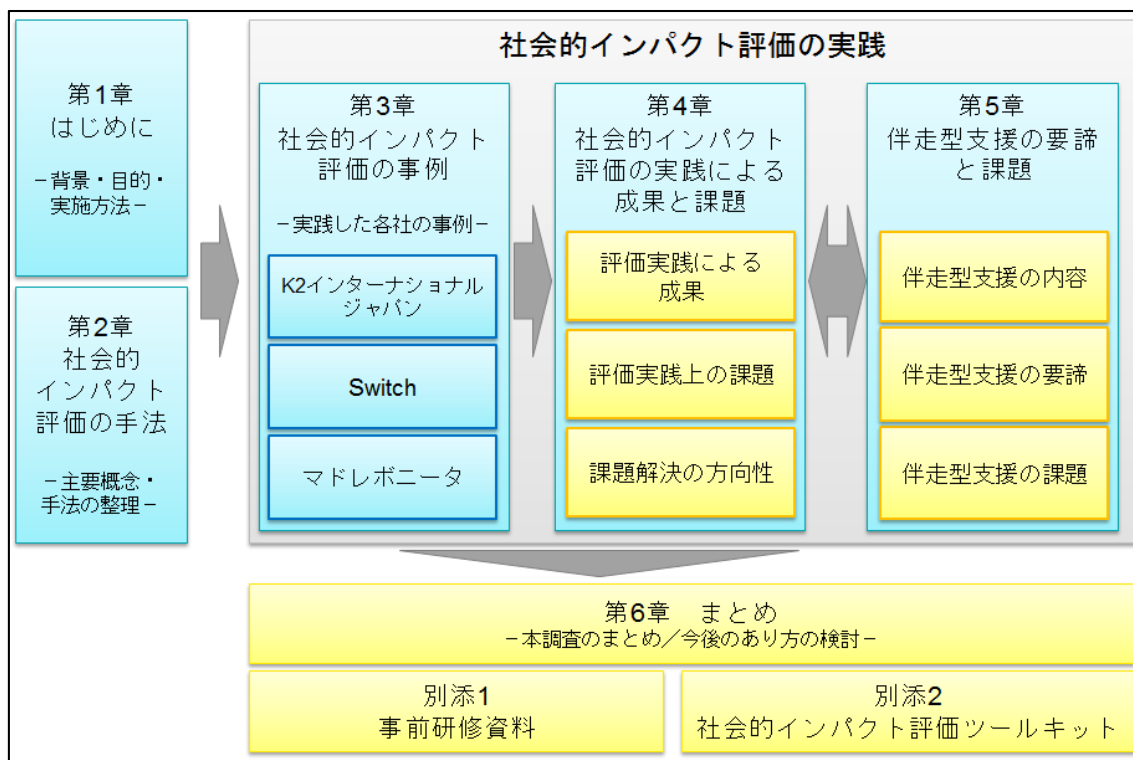 第1章
はじめに
－背景・目的・
実施方法－
第2章
社会的
インパクト
評価の手法
－主要概念・
手法の整理－
社会的インパクト評価の実践
第3章
社会的インパクト
評価の事例
－実践した各社の事例－
K2インターナショナル
ジャパン
Switch
マドレボニータ
第4章
社会的インパクト
評価の実践による
成果と課題
評価実践による
成果
評価実践上の課題
課題解決の方向性
第5章
伴走型支援の要諦
と課題
伴走型支援の内容
伴走型支援の要諦
伴走型支援の課題
第6章　まとめ
－本調査のまとめ／今後のあり方の検討－
別添1
事前研修資料
別添2
社会的インパクト評価ツールキット